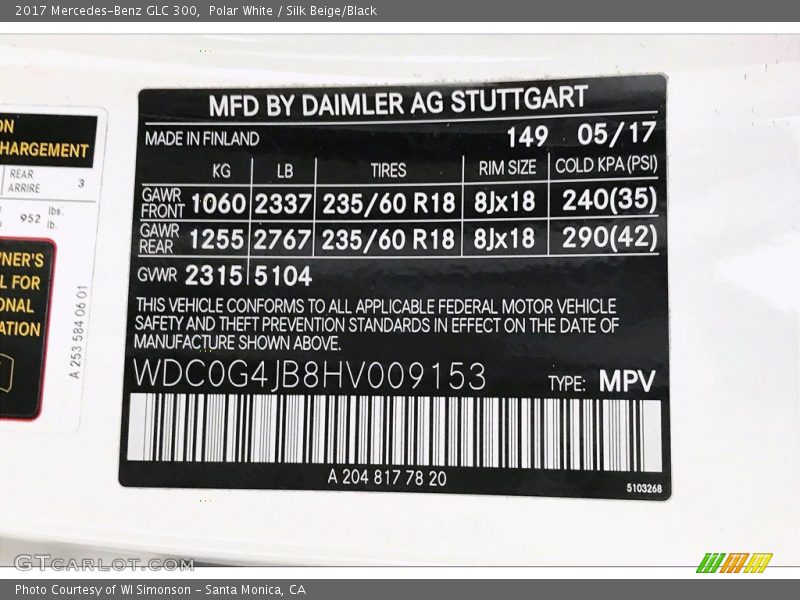 2017 Mercedes-Benz GLC 300,  Polar White / Silk Beige/Black
ON
HARGEMENT
REAR
ARRIRE
3
952 lbs.
lb.
WNER'S
L FOR
ONAL
ATION
A 253 584 06 01
MFD BY DAIMLER AG STUTTGART
MADE IN FINLAND 149 05/17
KG LB TIRES RIM SIZE COLD KPA(PSI)
GAWR FRONT 1060 2337 235/60 R18 8Jx18 240(35)
GAWR REAR 1255 2767 235/60 R18 8Jx18 290(42)
GVWR 2315 5104
THIS VEHICLE CONFORMS TO ALL APPLICABLE FEDERAL MOTOR VEHICLE
SAFETY AND THEFT PREVENTION STANDARDS IN EFFECT ON THE DATE OF
MANUFACTURE SHOWN ABOVE.
WDC0G4JB8HV009153 TYPE: MPV
A 204 817 78 20
5103268
GTcarlot.com
Photo Courtesy of WI Simonson - Santa Monica, CA